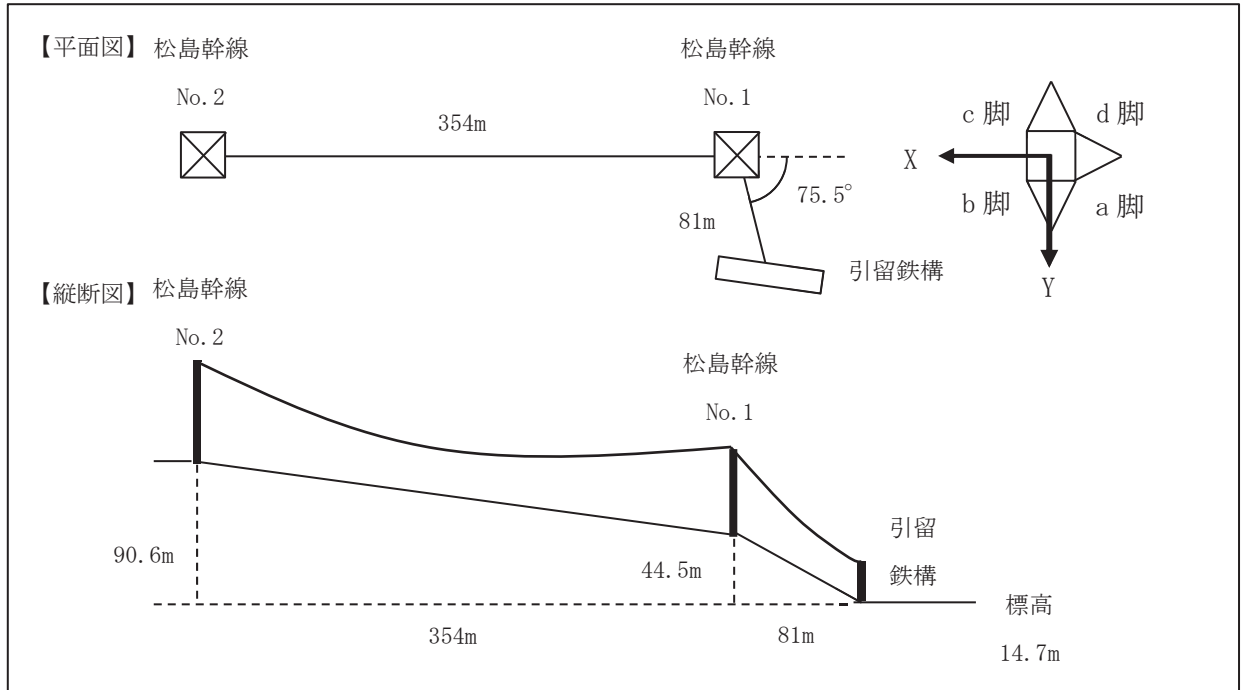 【平面図】 松島幹線
No.2
松島幹線
No.1
354m
75.5°
81m
引留鉄構
c 脚
d 脚
X
b 脚
a 脚
Y
【縦断図】 松島幹線
No.2
松島幹線
No.1
引留
鉄構
90.6m
44.5m
354m
81m
標高
14.7m